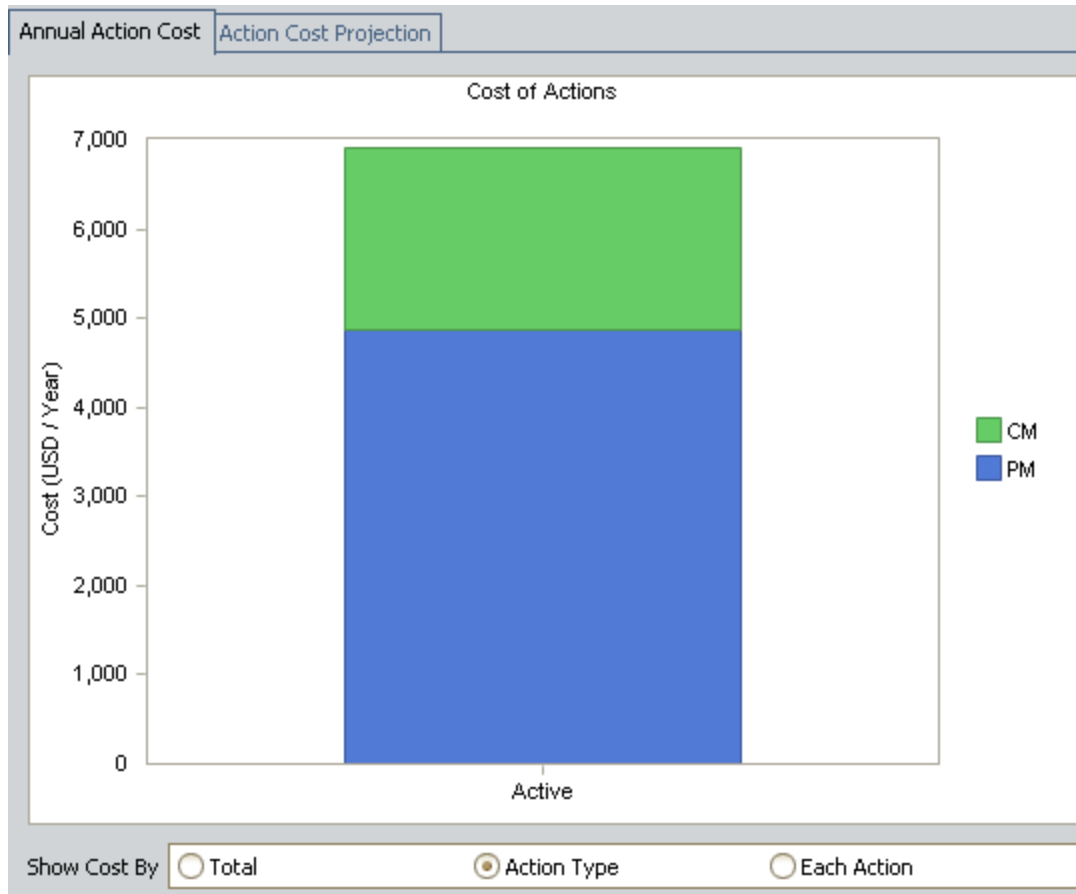 Annual Action Cost Action Cost Projection
Cost of Actions
7,000
6,000
5,000
4,000
3,000
2,000
1,000
0
Cost (USD / Year)
Active
CM
PM
Show Cost By Total Action Type Each Action